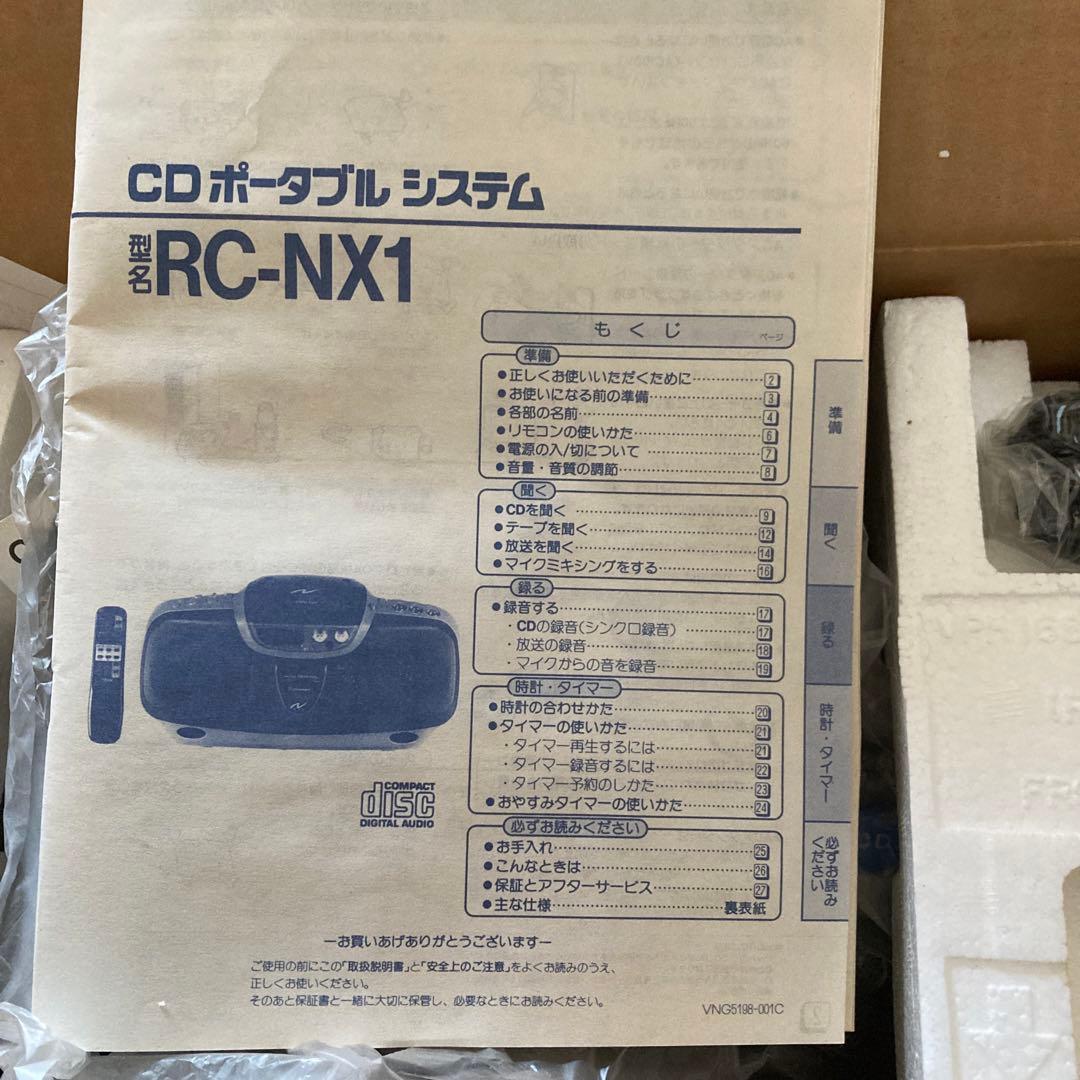 CDポータブル システム
型名 RC-NX1
もくじ
ページ
準備
●正しくお使いいただくために……………2
●お使いになる前の準備……………3
●各部の名前……………4
●リモコンの使いかた……………6
●電源の入/切について……………7
●音量・音質の調節……………8
聞く
●CDを聞く……………9
●テープを聞く……………12
●放送を聞く……………14
●マイクミキシングをする……………16
録る
●録音する……………17
・CDの録音(シンクロ録音)……………17
・放送の録音……………18
・マイクからの音を録音……………19
時計・タイマー
●時計の合わせかた……………20
●タイマーの使いかた……………21
・タイマー再生するには……………21
・タイマー録音するには……………22
・タイマー予約のしかた……………23
●おやすみタイマーの使いかた……………24
必ずお読みください
●お手入れ……………25
●こんなときは……………26
●保証とアフターサービス……………27
●主な仕様……………裏表紙
準備
聞く
録る
時計・タイマー
必ずお読み
ください
COMPACT
disc
DIGITAL AUDIO
―お買いあげありがとうございます―
ご使用の前にこの「取扱説明書」と「安全上のご注意」をよくお読みのうえ、
正しくお使いください。
そのあと保証書と一緒に大切に保管し、必要なときにお読みください。
VNG5198-001C